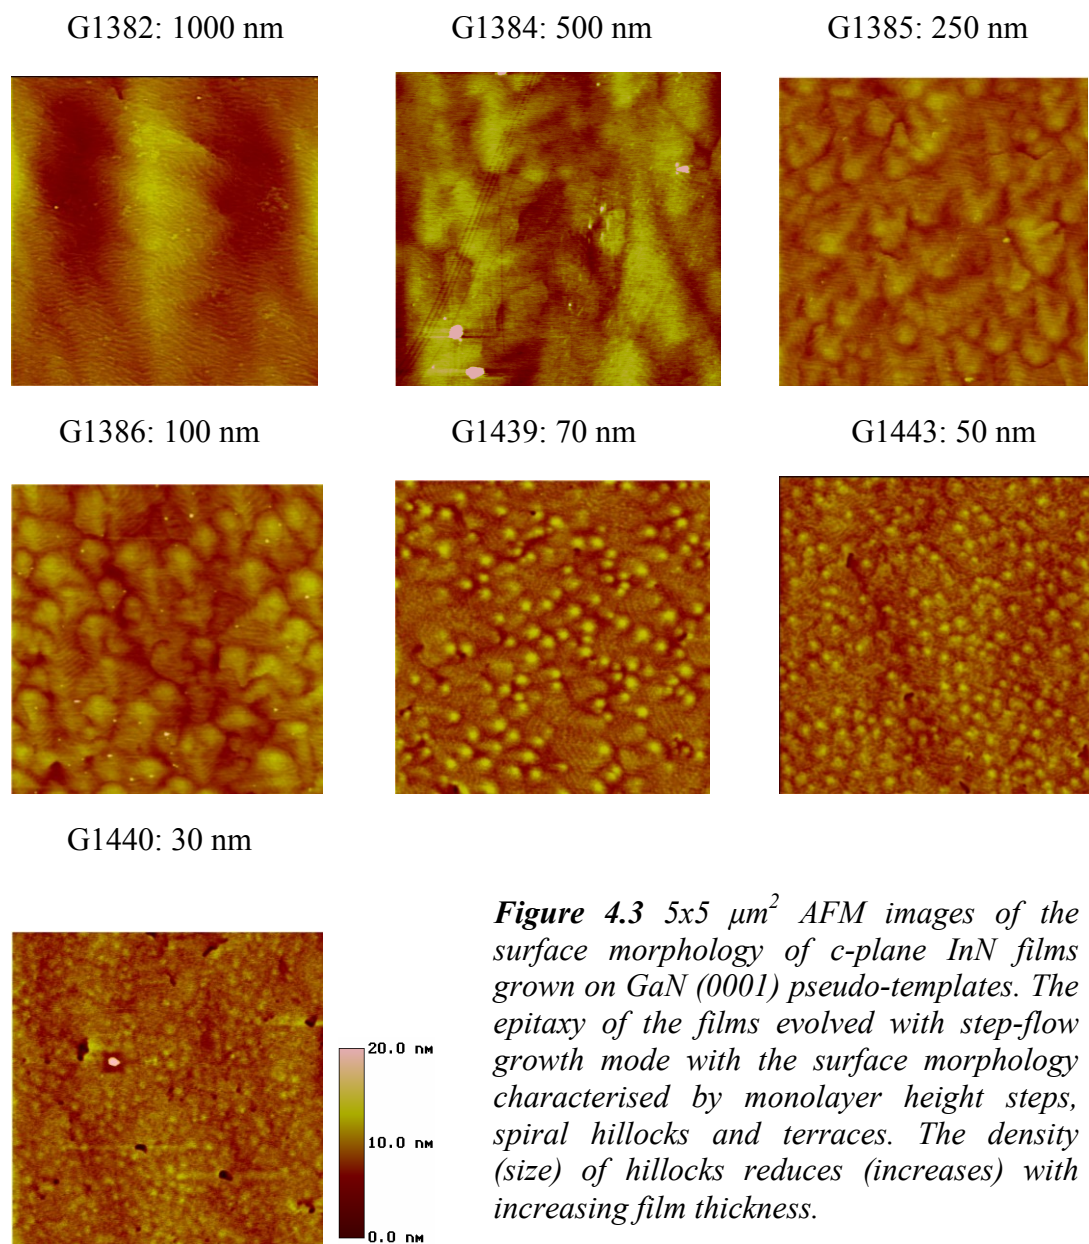 G1382: 1000 nm
G1384: 500 nm
G1385: 250 nm
G1386: 100 nm
G1439: 70 nm
G1443: 50 nm
G1440: 30 nm
20.0 nM
10.0 nM
0.0 nM
Figure 4.3 5x5 μm² AFM images of the
surface morphology of c-plane InN films
grown on GaN (0001) pseudo-templates. The
epitaxy of the films evolved with step-flow
growth mode with the surface morphology
characterised by monolayer height steps,
spiral hillocks and terraces. The density
(size) of hillocks reduces (increases) with
increasing film thickness.